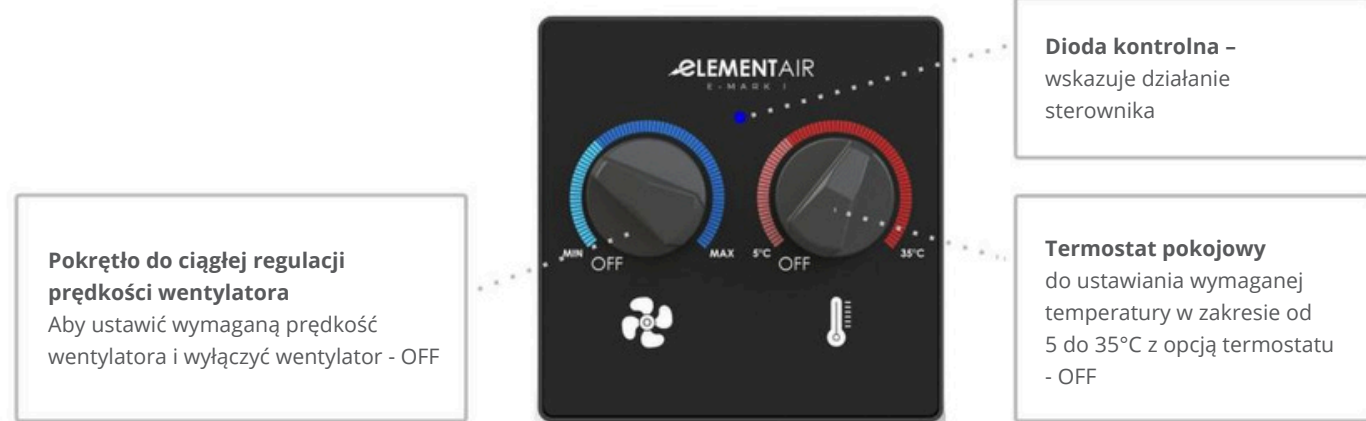 Dioda kontrolna –
wskazuje działanie
sterownika
ELEMENTAIR
E-MARK I
Pokrętło do ciągłej regulacji
prędkości wentylatora
Aby ustawić wymaganą prędkość
wentylatora i wyłączyć wentylator - OFF
MIN OFF MAX
5°C OFF 35°C
Termostat pokojowy
do ustawiania wymaganej
temperatury w zakresie od
5 do 35°C z opcją termostatu
- OFF